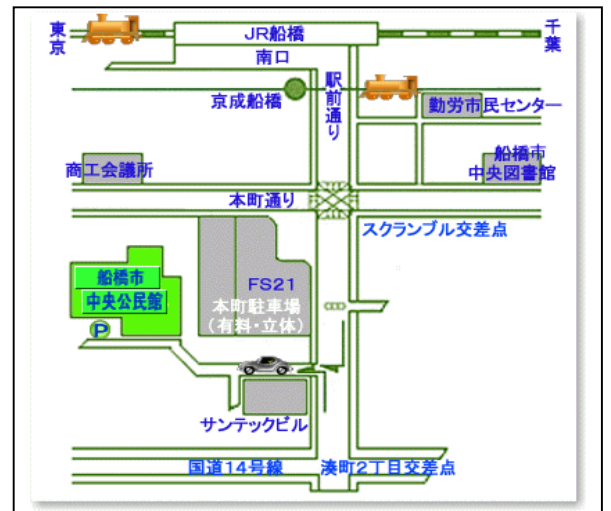 東京
JR船橋
千葉
南口
駅前通り
京成船橋
勤労市民センター
商工会議所
船橋市
中央図書館
本町通り
スクランブル交差点
船橋市
中央公民館
FS21
本町駐車場
(有料・立体)
P
サンテックビル
国道14号線
湊町2丁目交差点